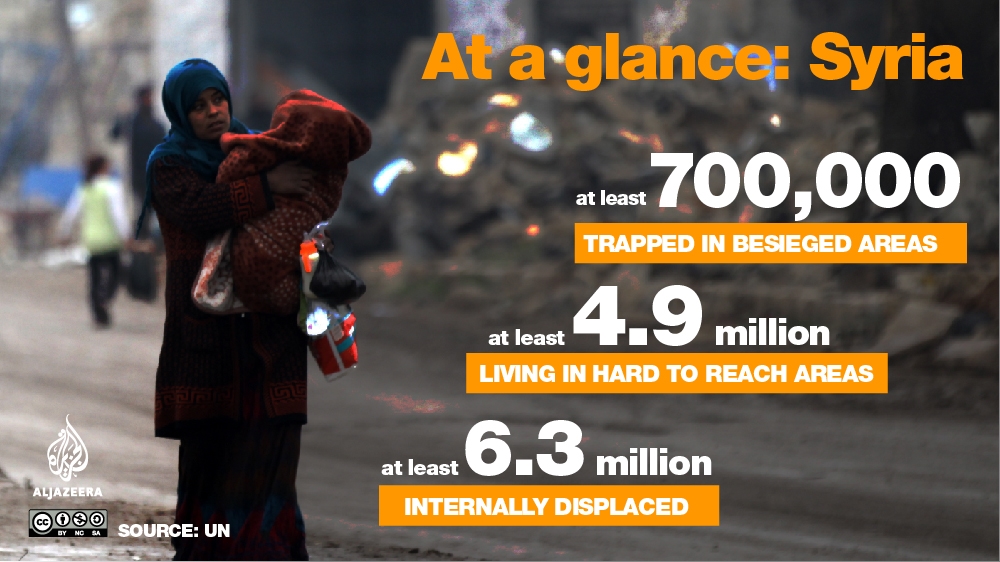 At a glance: Syria
at least 700,000
TRAPPED IN BESIEGED AREAS
at least 4.9 million
LIVING IN HARD TO REACH AREAS
at least 6.3 million
INTERNALLY DISPLACED
ALJAZEERA
cc BY NC SA
SOURCE: UN